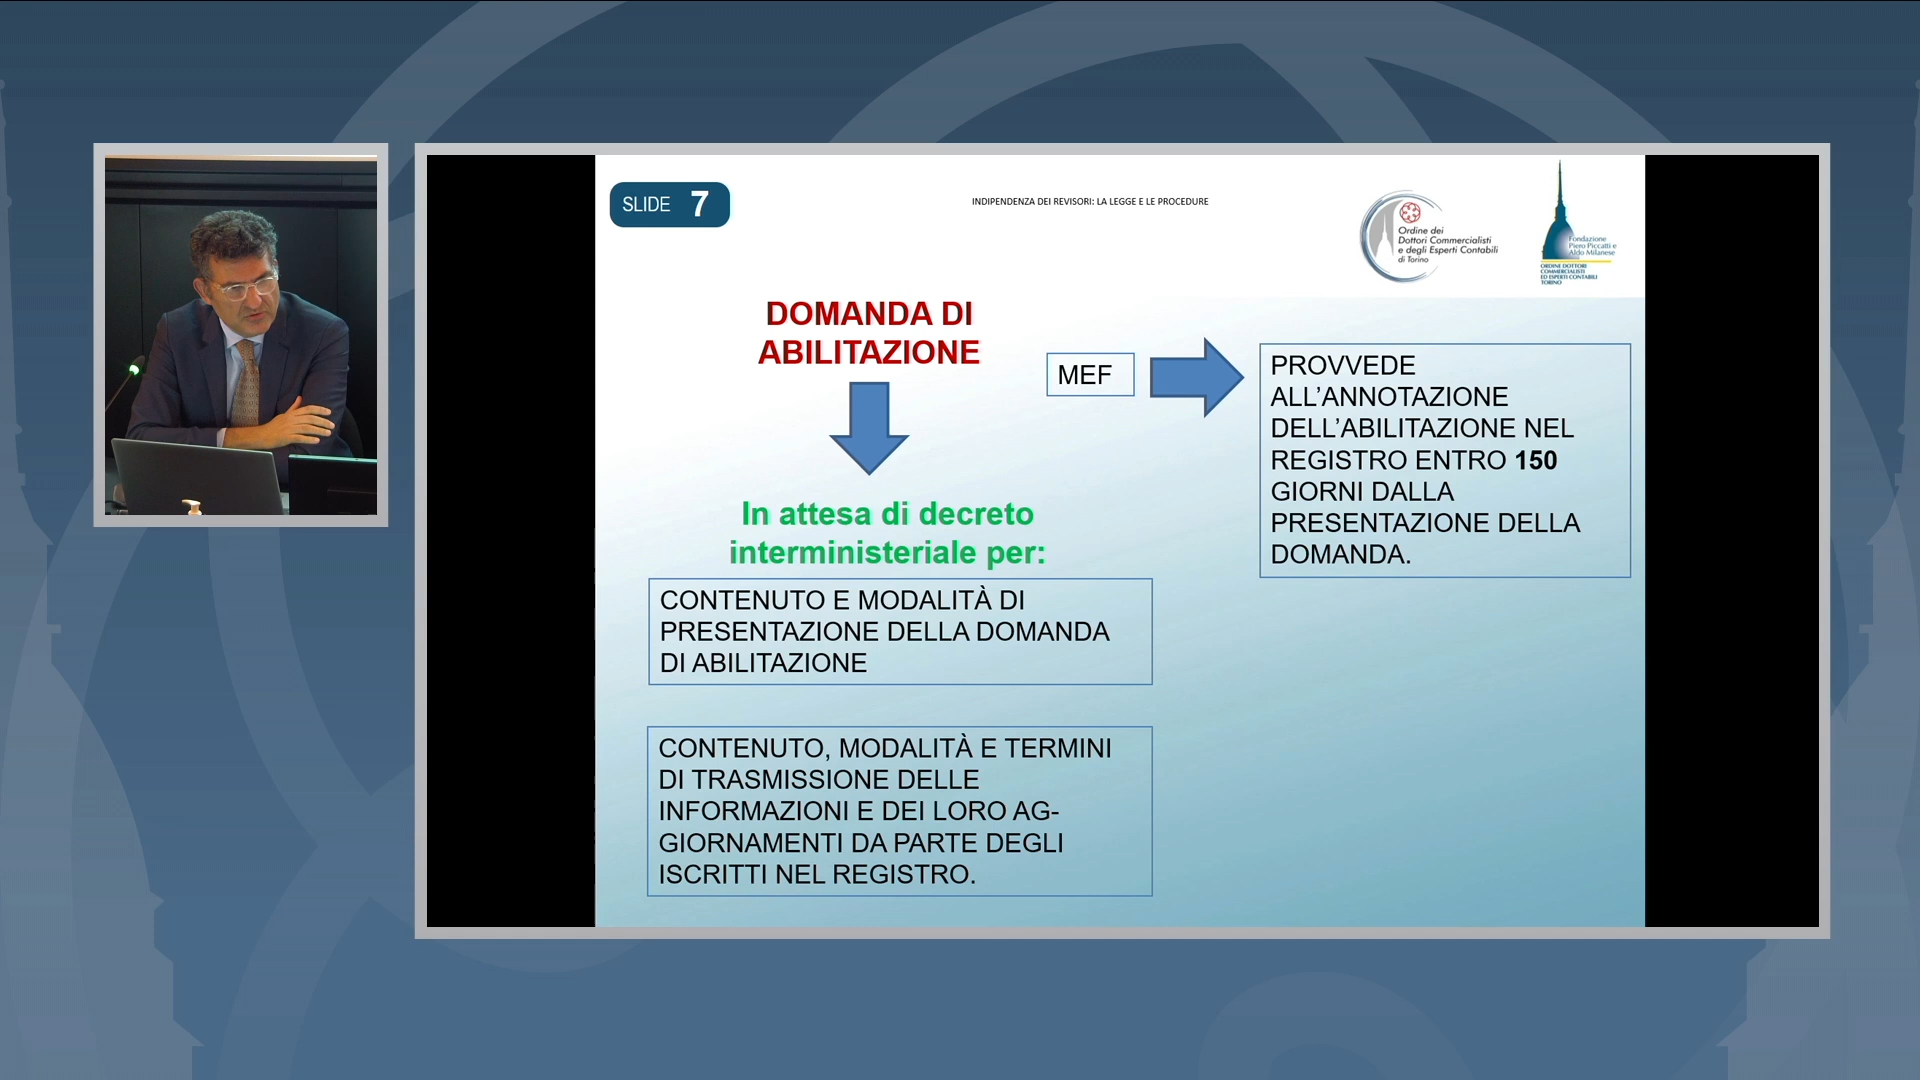 SLIDE 7
INDIPENDENZA DEI REVISORI: LA LEGGE E LE PROCEDURE
Ordine dei
Dottori Commercialisti
e degli Esperti Contabili
di Torino
Fondazione
Piero Piccatti e
Aldo Milanese
ORDINE DOTTORI
COMMERCIALISTI
ED ESPERTI CONTABILI
TORINO
DOMANDA DI
ABILITAZIONE
MEF
PROVVEDE
ALL’ANNOTAZIONE
DELL’ABILITAZIONE NEL
REGISTRO ENTRO 150
GIORNI DALLA
PRESENTAZIONE DELLA
DOMANDA.
In attesa di decreto
interministeriale per:
CONTENUTO E MODALITÀ DI
PRESENTAZIONE DELLA DOMANDA
DI ABILITAZIONE
CONTENUTO, MODALITÀ E TERMINI
DI TRASMISSIONE DELLE
INFORMAZIONI E DEI LORO AG-
GIORNAMENTI DA PARTE DEGLI
ISCRITTI NEL REGISTRO.